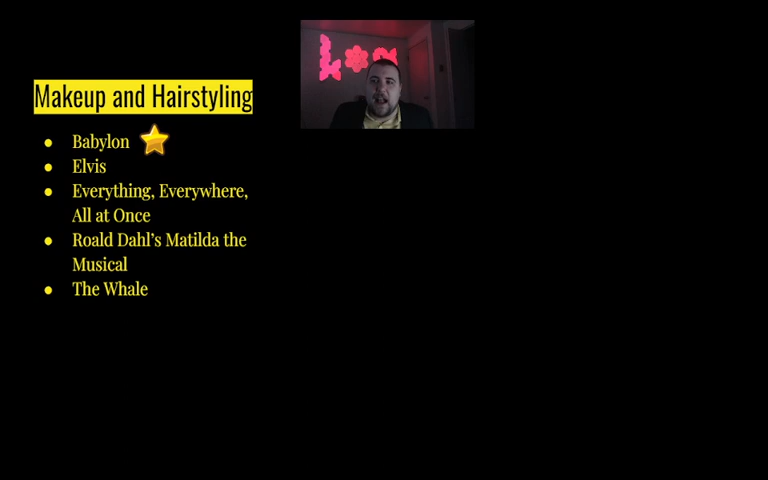 Makeup and Hairstyling
Babylon
Elvis
Everything, Everywhere,
All at Once
Roald Dahl's Matilda the
Musical
The Whale